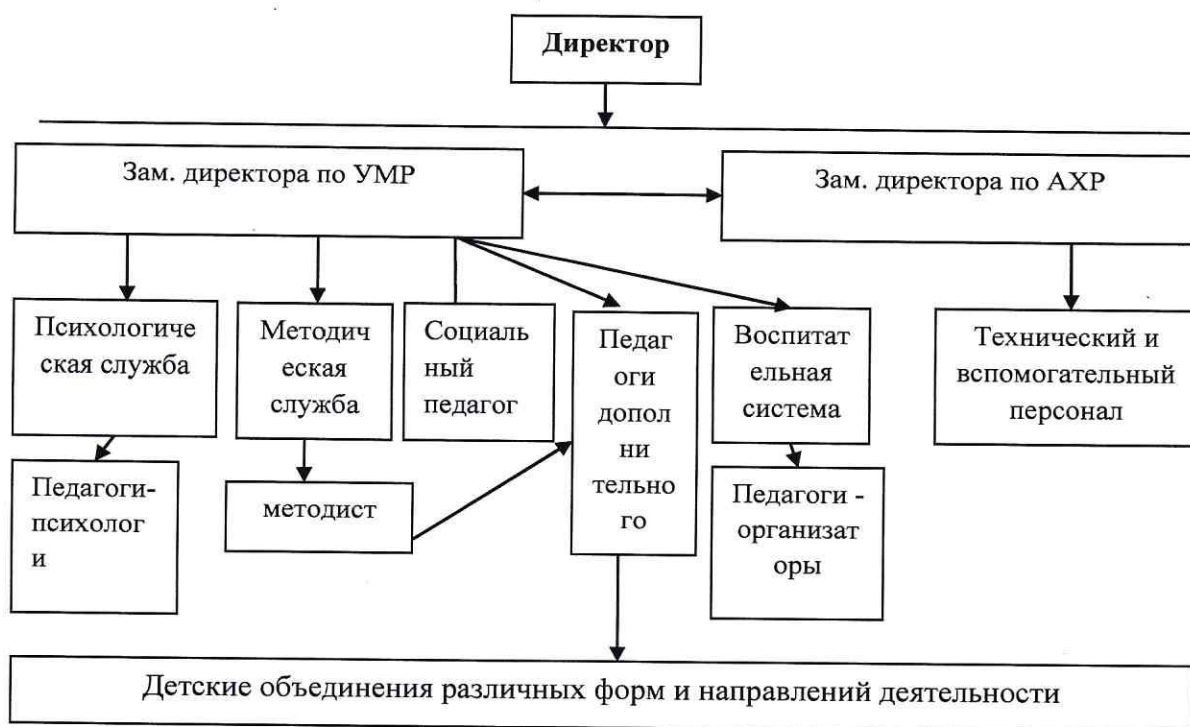 Директор
Зам. директора по УМР
Зам. директора по АХР
Психологиче
ская служба
Методич
еская
служба
Социаль
ный
педагог
Педаг
оги
дополни
тельно
го
Воспитат
ельная
система
Технический и
вспомогательный
персонал
Педагоги-
психолог
и
методист
Педагоги -
организат
оры
Детские объединения различных форм и направлений деятельности